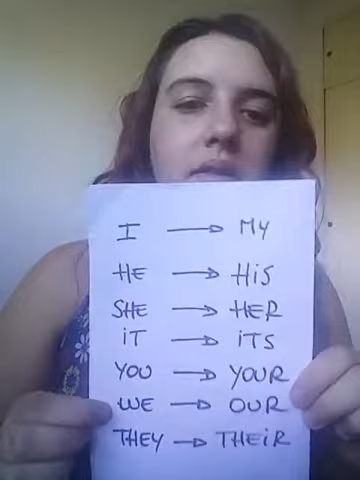 I → MY
HE → HiS
SHE → HER
iT → iTS
YOU → YOUR
WE → OUR
THEY → THEiR